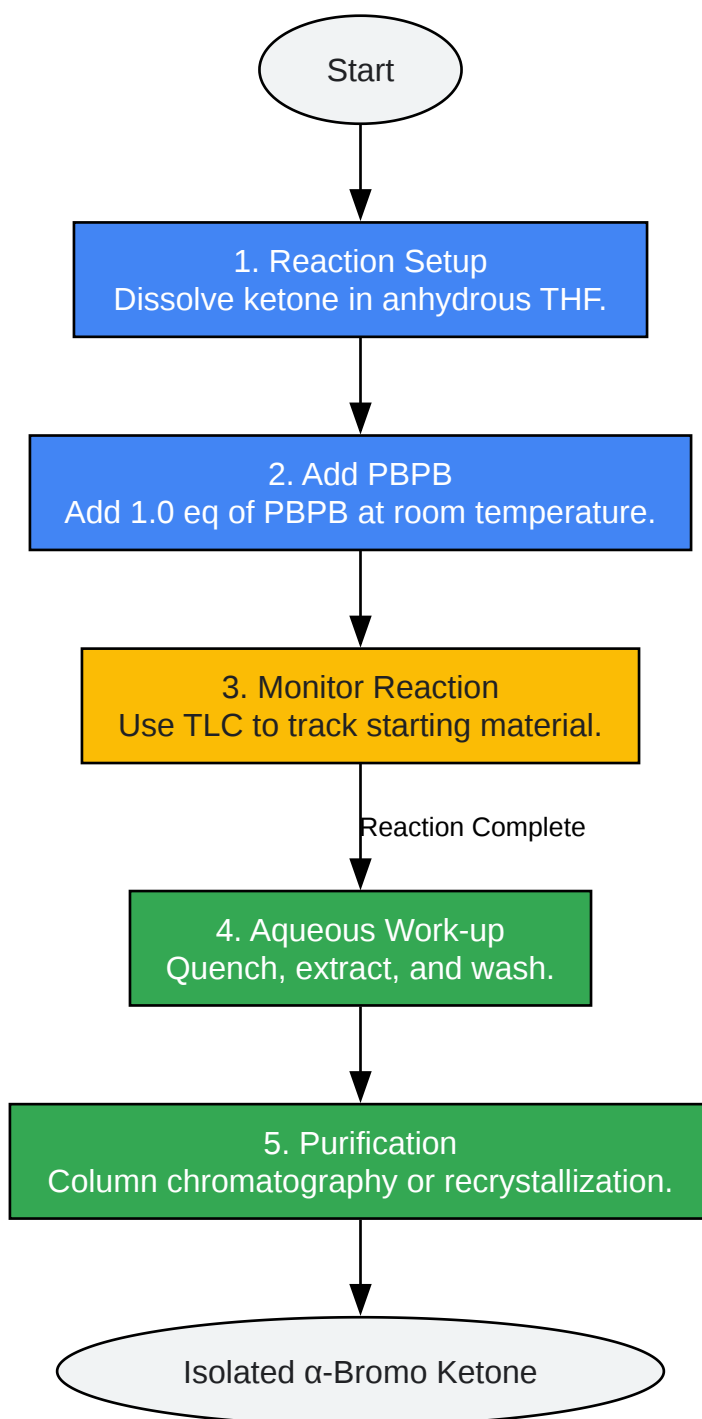 Start
1. Reaction Setup
Dissolve ketone in anhydrous THF.
2. Add PBPB
Add 1.0 eq of PBPB at room temperature.
3. Monitor Reaction
Use TLC to track starting material.
Reaction Complete
4. Aqueous Work-up
Quench, extract, and wash.
5. Purification
Column chromatography or recrystallization.
Isolated α-Bromo Ketone